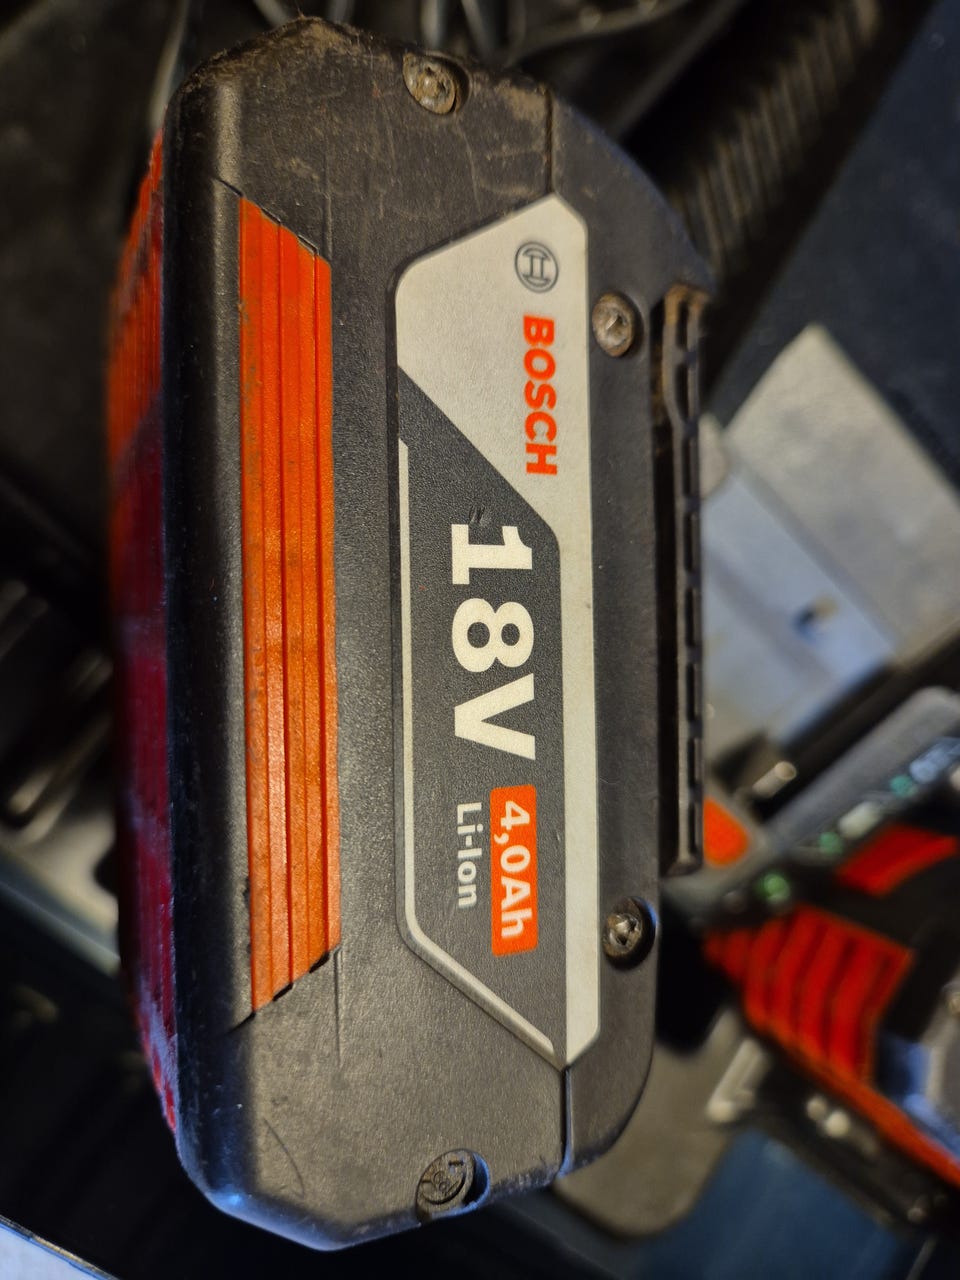 BOSCH
18V
4,0Ah
Li-Ion